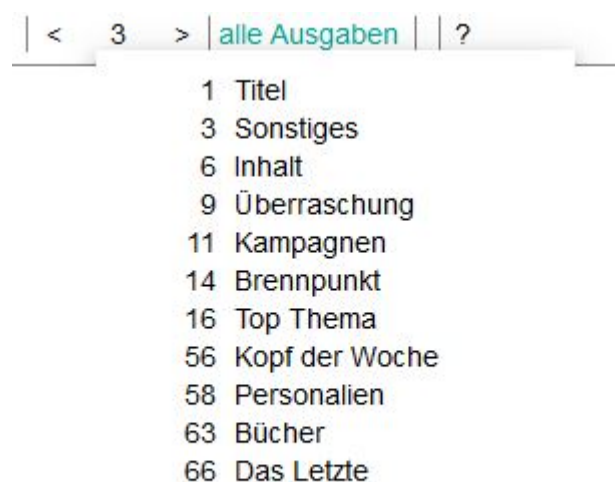 | < 3 > | alle Ausgaben | | ?
1 Titel
3 Sonstiges
6 Inhalt
9 Überraschung
11 Kampagnen
14 Brennpunkt
16 Top Thema
56 Kopf der Woche
58 Personalien
63 Bücher
66 Das Letzte